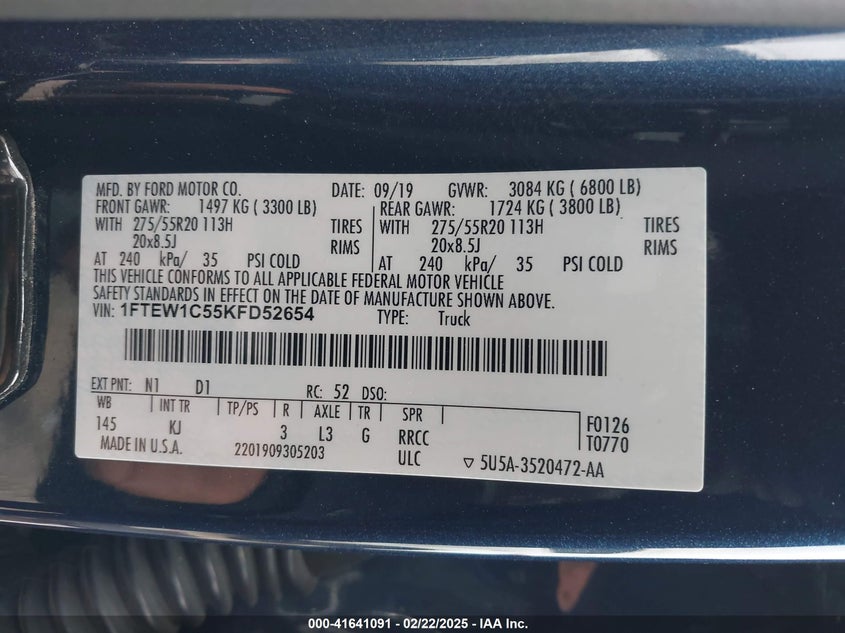 MFD. BY FORD MOTOR CO. DATE: 09/19 GVWR: 3084 KG ( 6800 LB)
FRONT GAWR: 1497 KG ( 3300 LB) REAR GAWR: 1724 KG ( 3800 LB)
WITH 275/55R20 113H TIRES WITH 275/55R20 113H TIRES
20x8.5J RIMS 20x8.5J RIMS
AT 240 kPa/ 35 PSI COLD AT 240 kPa/ 35 PSI COLD
THIS VEHICLE CONFORMS TO ALL APPLICABLE FEDERAL MOTOR VEHICLE
SAFETY STANDARDS IN EFFECT ON THE DATE OF MANUFACTURE SHOWN ABOVE.
VIN: 1FTEW1C55KFD52654 TYPE: Truck
EXT PNT: N1 D1 RC: 52 DSO:
WB INT TR TP/PS R AXLE TR SPR
145 KJ 3 L3 G RRCC F0126
MADE IN U.S.A. 2201909305203 ULC T0770
▽ 5U5A-3520472-AA
000-41641091 - 02/22/2025 - IAA Inc.